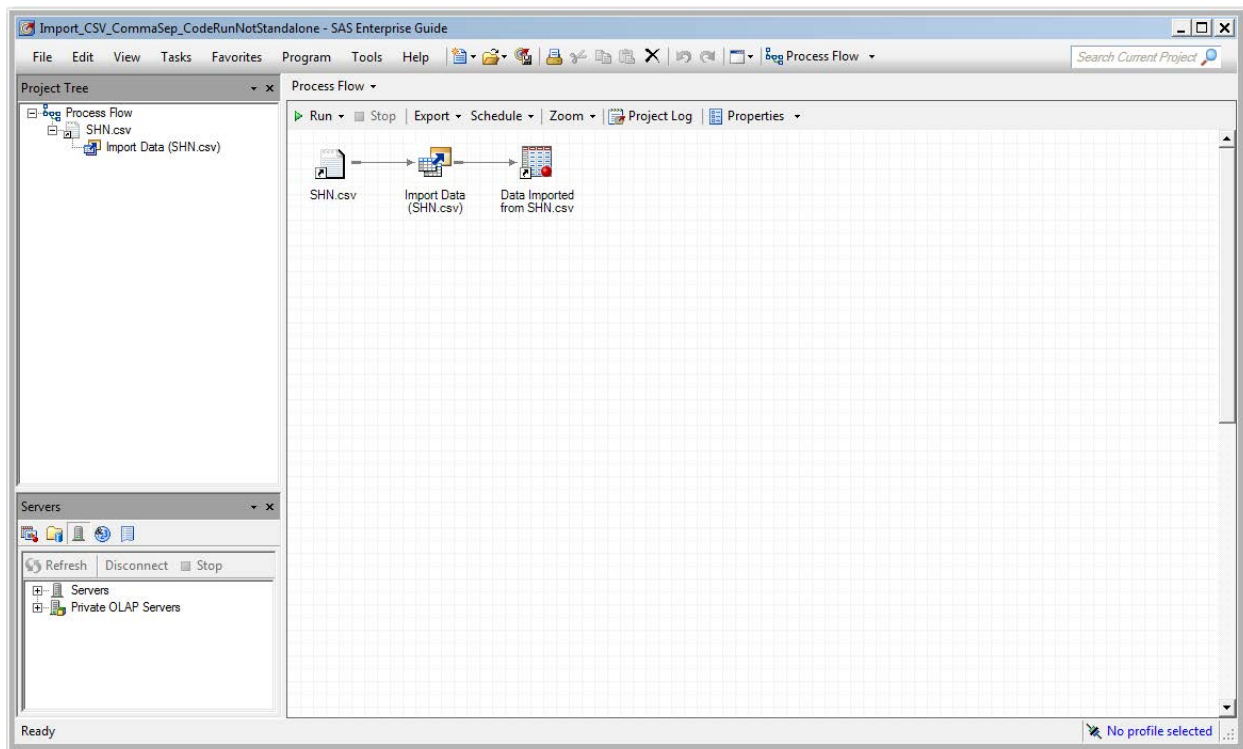 Import_CSV_CommaSep_CodeRunNotStandalone - SAS Enterprise Guide
File Edit View Tasks Favorites Program Tools Help Process Flow Search Current Project
Project Tree
Process Flow
SHN.csv
Import Data (SHN.csv)
Process Flow
Run Stop Export Schedule Zoom Project Log Properties
SHN.csv
Import Data
(SHN.csv)
Data Imported
from SHN.csv
Servers
Refresh Disconnect Stop
Servers
Private OLAP Servers
Ready
No profile selected